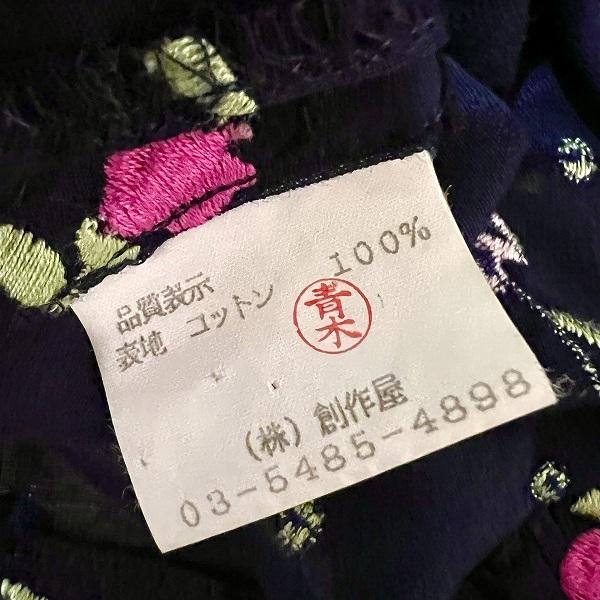 品質表示
表地 コットン 100%
青木
(株) 創作屋
03-5485-4898